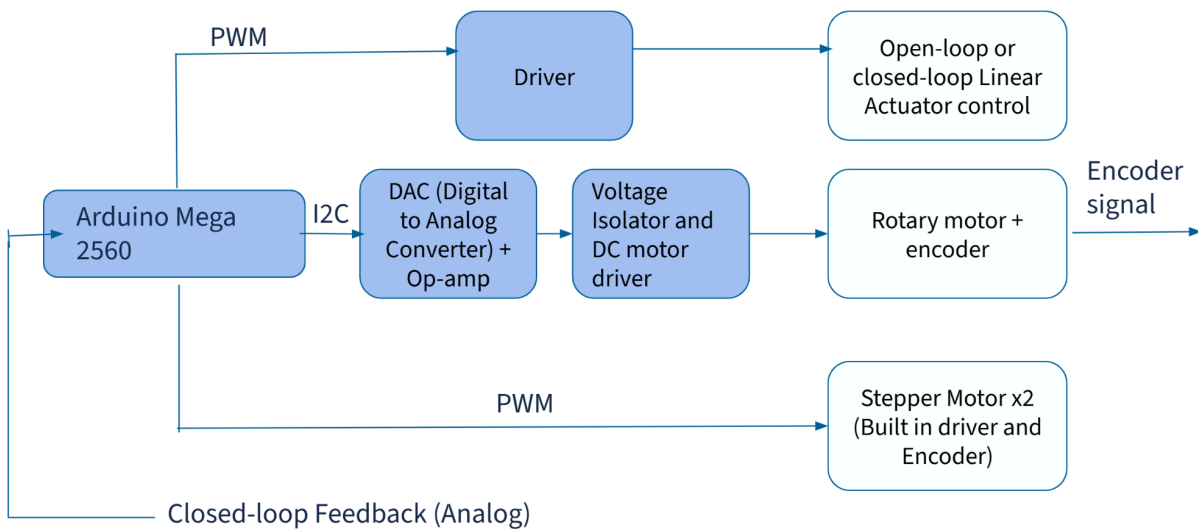 PWM
Driver
Open-loop or
closed-loop Linear
Actuator control
Arduino Mega
2560
I2C
DAC (Digital
to Analog
Converter) +
Op-amp
Voltage
Isolator and
DC motor
driver
Rotary motor +
encoder
Encoder
signal
PWM
Stepper Motor x2
(Built in driver and
Encoder)
Closed-loop Feedback (Analog)